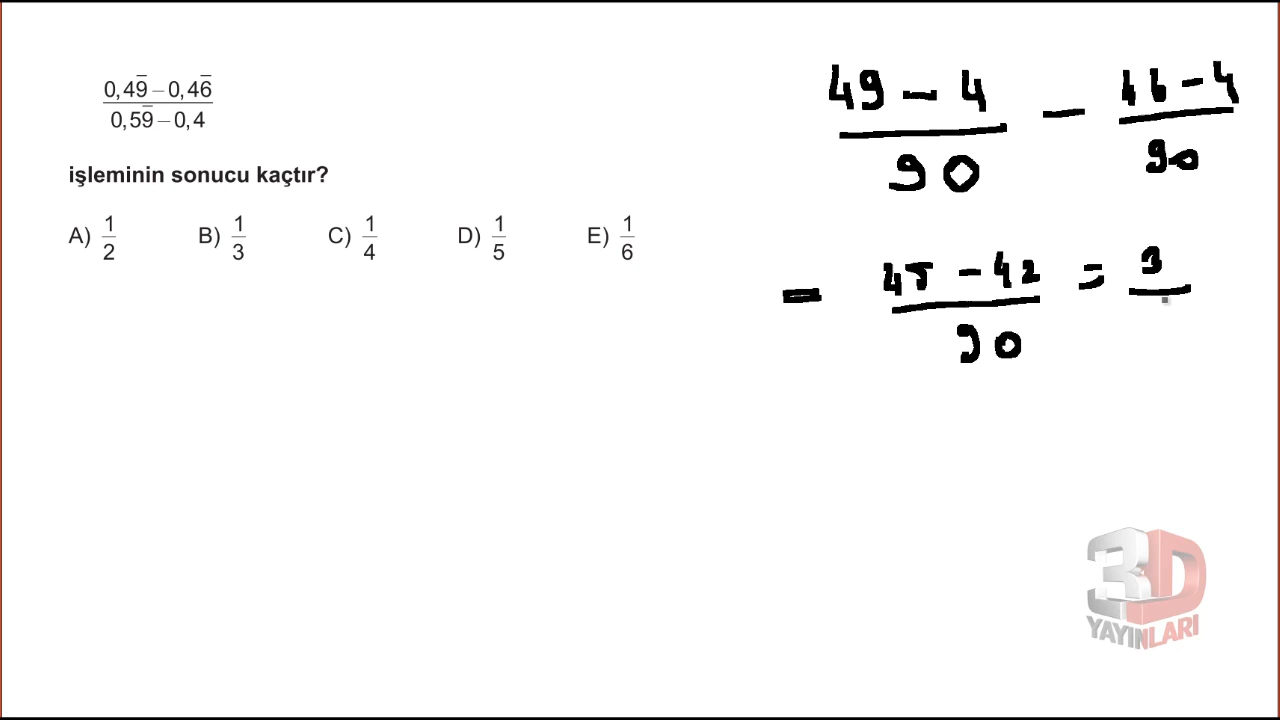 0,49̅ – 0,46̅
0,59̅ – 0,4
işleminin sonucu kaçtır?
A) 1/2 B) 1/3 C) 1/4 D) 1/5 E) 1/6
49 - 4 - 46 - 4
90 90
= 45 - 42 = 3
90
3D
YAYINLARI